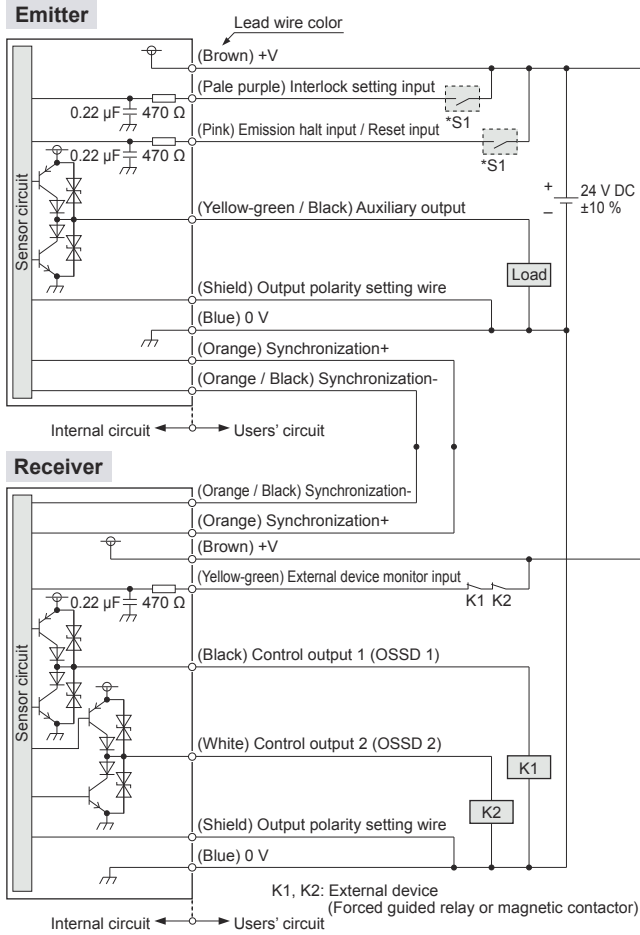 Emitter
Lead wire color
(Brown) +V
(Pale purple) Interlock setting input
0.22 µF
470 Ω
*S1
(Pink) Emission halt input / Reset input
0.22 µF
470 Ω
*S1
Sensor circuit
(Yellow-green / Black) Auxiliary output
+
–
24 V DC
±10 %
Load
(Shield) Output polarity setting wire
(Blue) 0 V
(Orange) Synchronization+
(Orange / Black) Synchronization-
Internal circuit
Users' circuit
Receiver
(Orange / Black) Synchronization-
(Orange) Synchronization+
(Brown) +V
(Yellow-green) External device monitor input
0.22 µF
470 Ω
K1 K2
Sensor circuit
(Black) Control output 1 (OSSD 1)
(White) Control output 2 (OSSD 2)
K1
K2
(Shield) Output polarity setting wire
(Blue) 0 V
K1, K2: External device
(Forced guided relay or magnetic contactor)
Internal circuit
Users' circuit